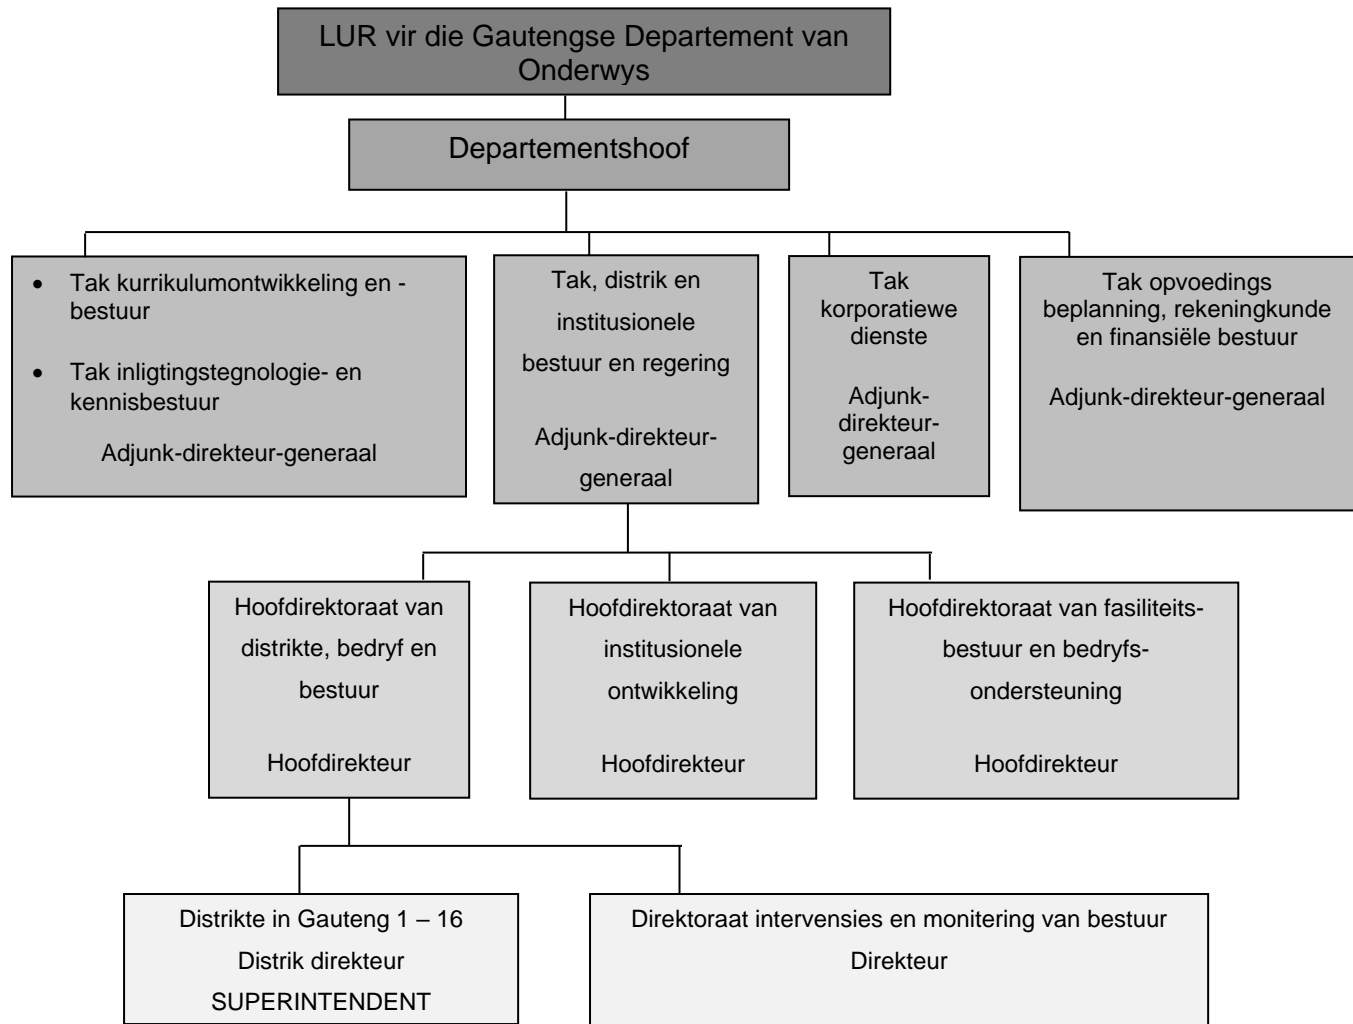 LUR vir die Gautengse Departement van
Onderwys
Departementshoof
• Tak kurrikulumontwikkeling en -
bestuur
• Tak inligtingstegnologie- en
kennisbestuur
Adjunk-direkteur-generaal
Tak, distrik en
institusionele
bestuur en regering
Adjunk-direkteur-
generaal
Tak
korporatiewe
dienste
Adjunk-
direkteur-
generaal
Tak opvoedings
beplanning, rekeningkunde
en finansiële bestuur
Adjunk-direkteur-generaal
Hoofdirektoraat van
distrikte, bedryf en
bestuur
Hoofdirekteur
Hoofdirektoraat van
institusionele
ontwikkeling
Hoofdirekteur
Hoofdirektoraat van fasiliteits-
bestuur en bedryfs-
ondersteuning
Hoofdirekteur
Distrikte in Gauteng 1 – 16
Distrik direkteur
SUPERINTENDENT
Direktoraat intervensies en monitering van bestuur
Direkteur